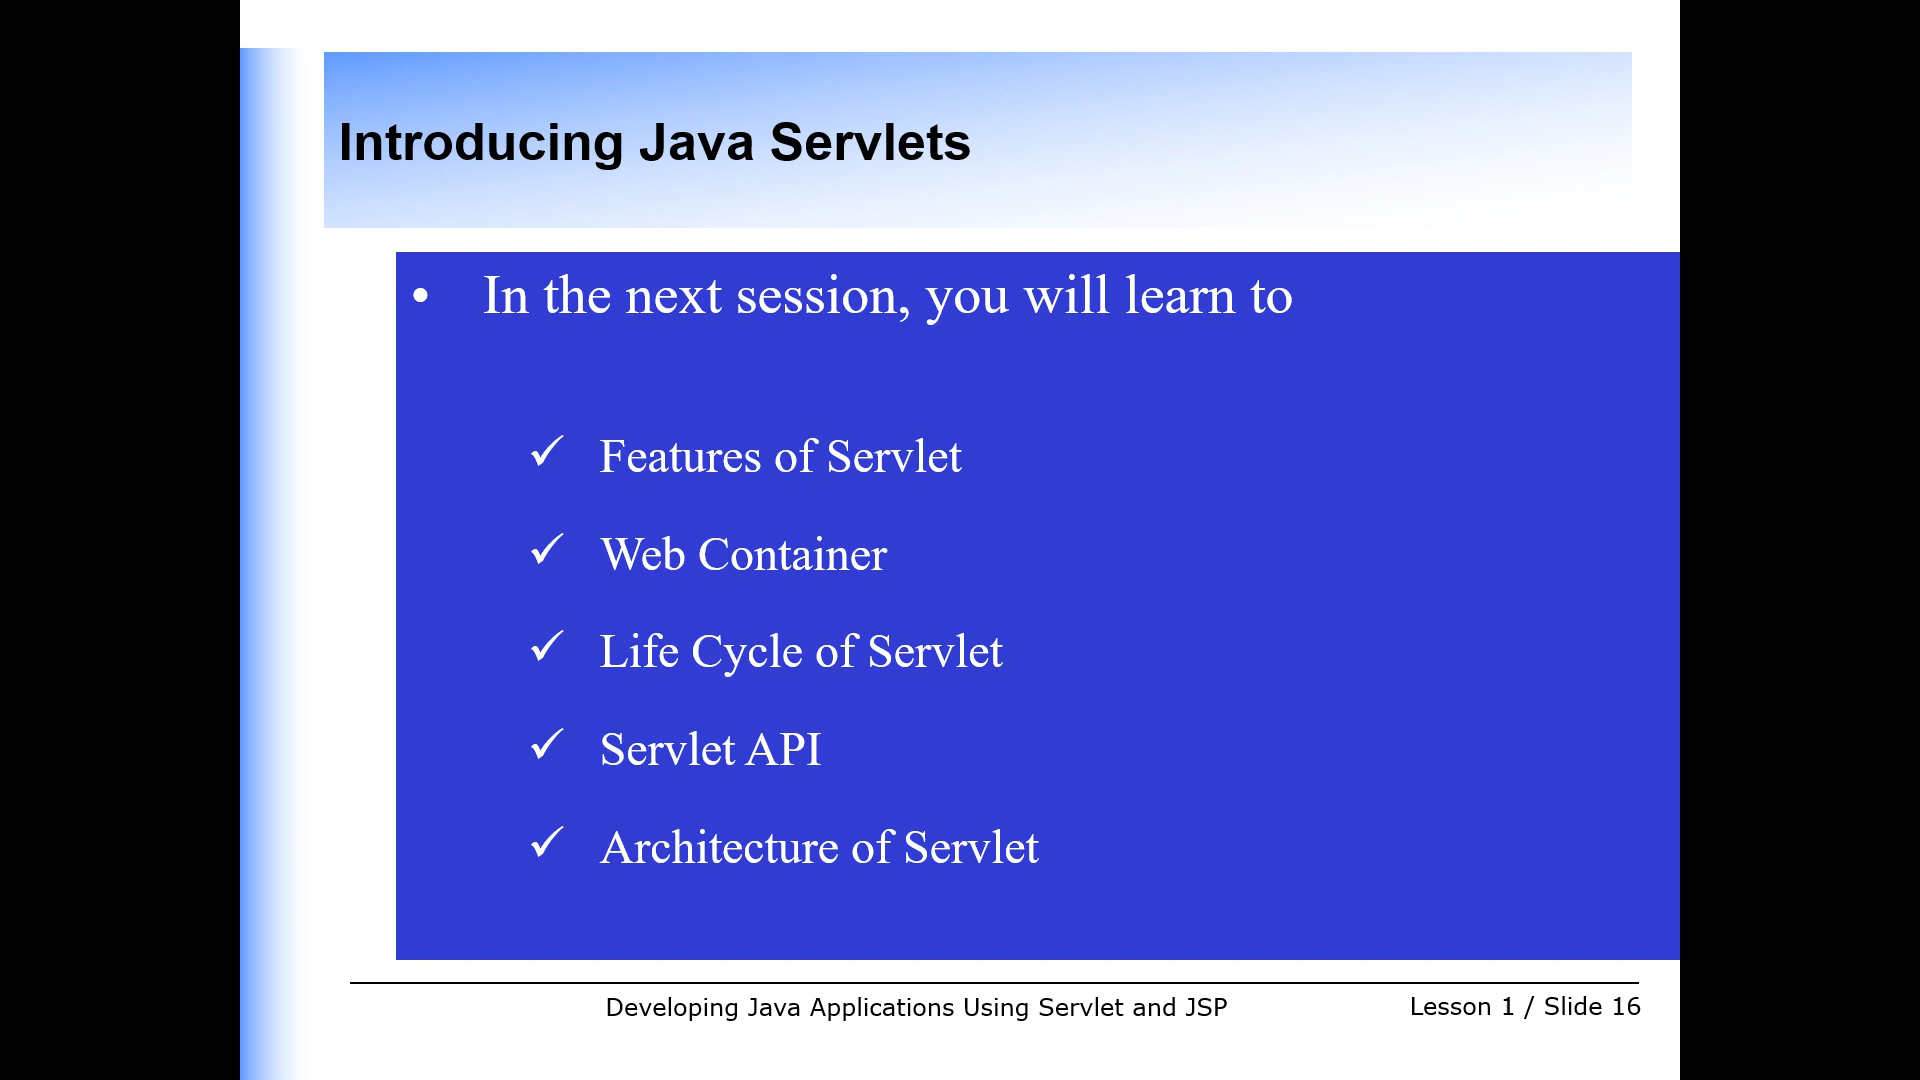 Introducing Java Servlets
• In the next session, you will learn to
✓ Features of Servlet
✓ Web Container
✓ Life Cycle of Servlet
✓ Servlet API
✓ Architecture of Servlet
Developing Java Applications Using Servlet and JSP
Lesson 1 / Slide 16